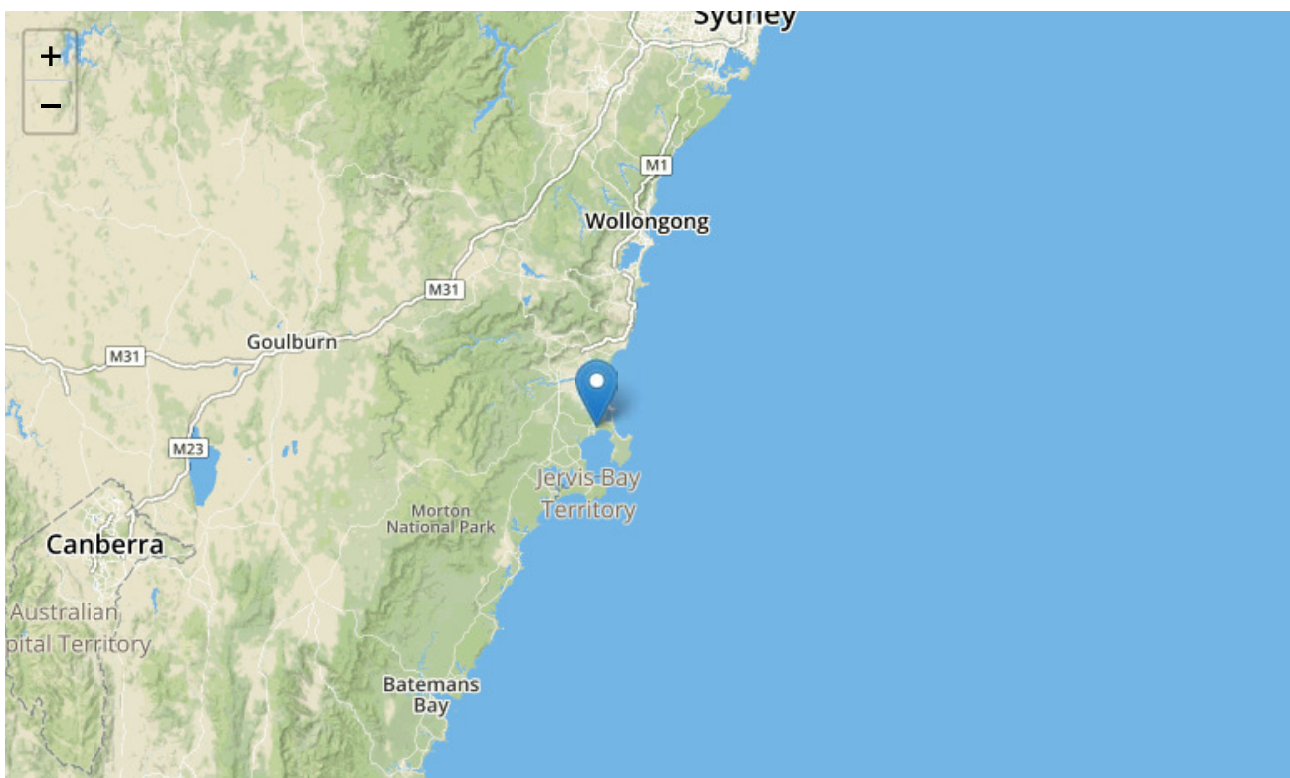 Sydney
+
−
M1
Wollongong
M31
Goulburn
M31
M23
Jervis Bay
Territory
Morton
National Park
Canberra
Australian
pital Territory
Batemans
Bay